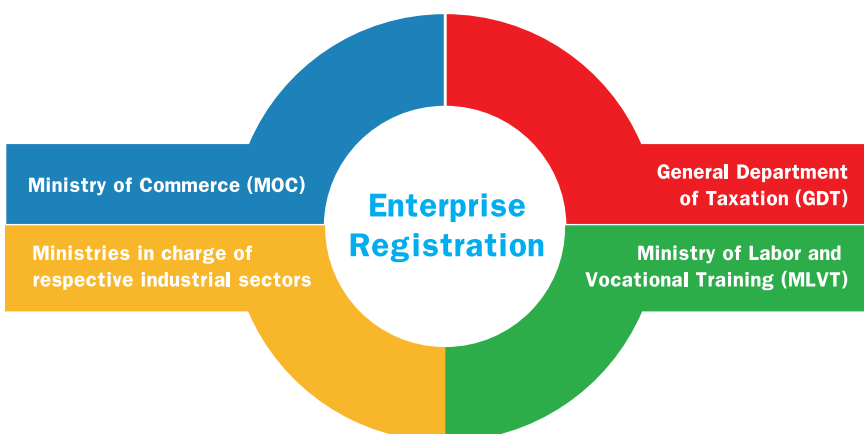 Ministry of Commerce (MOC)
General Department
of Taxation (GDT)
Enterprise
Registration
Ministries in charge of
respective industrial sectors
Ministry of Labor and
Vocational Training (MLVT)